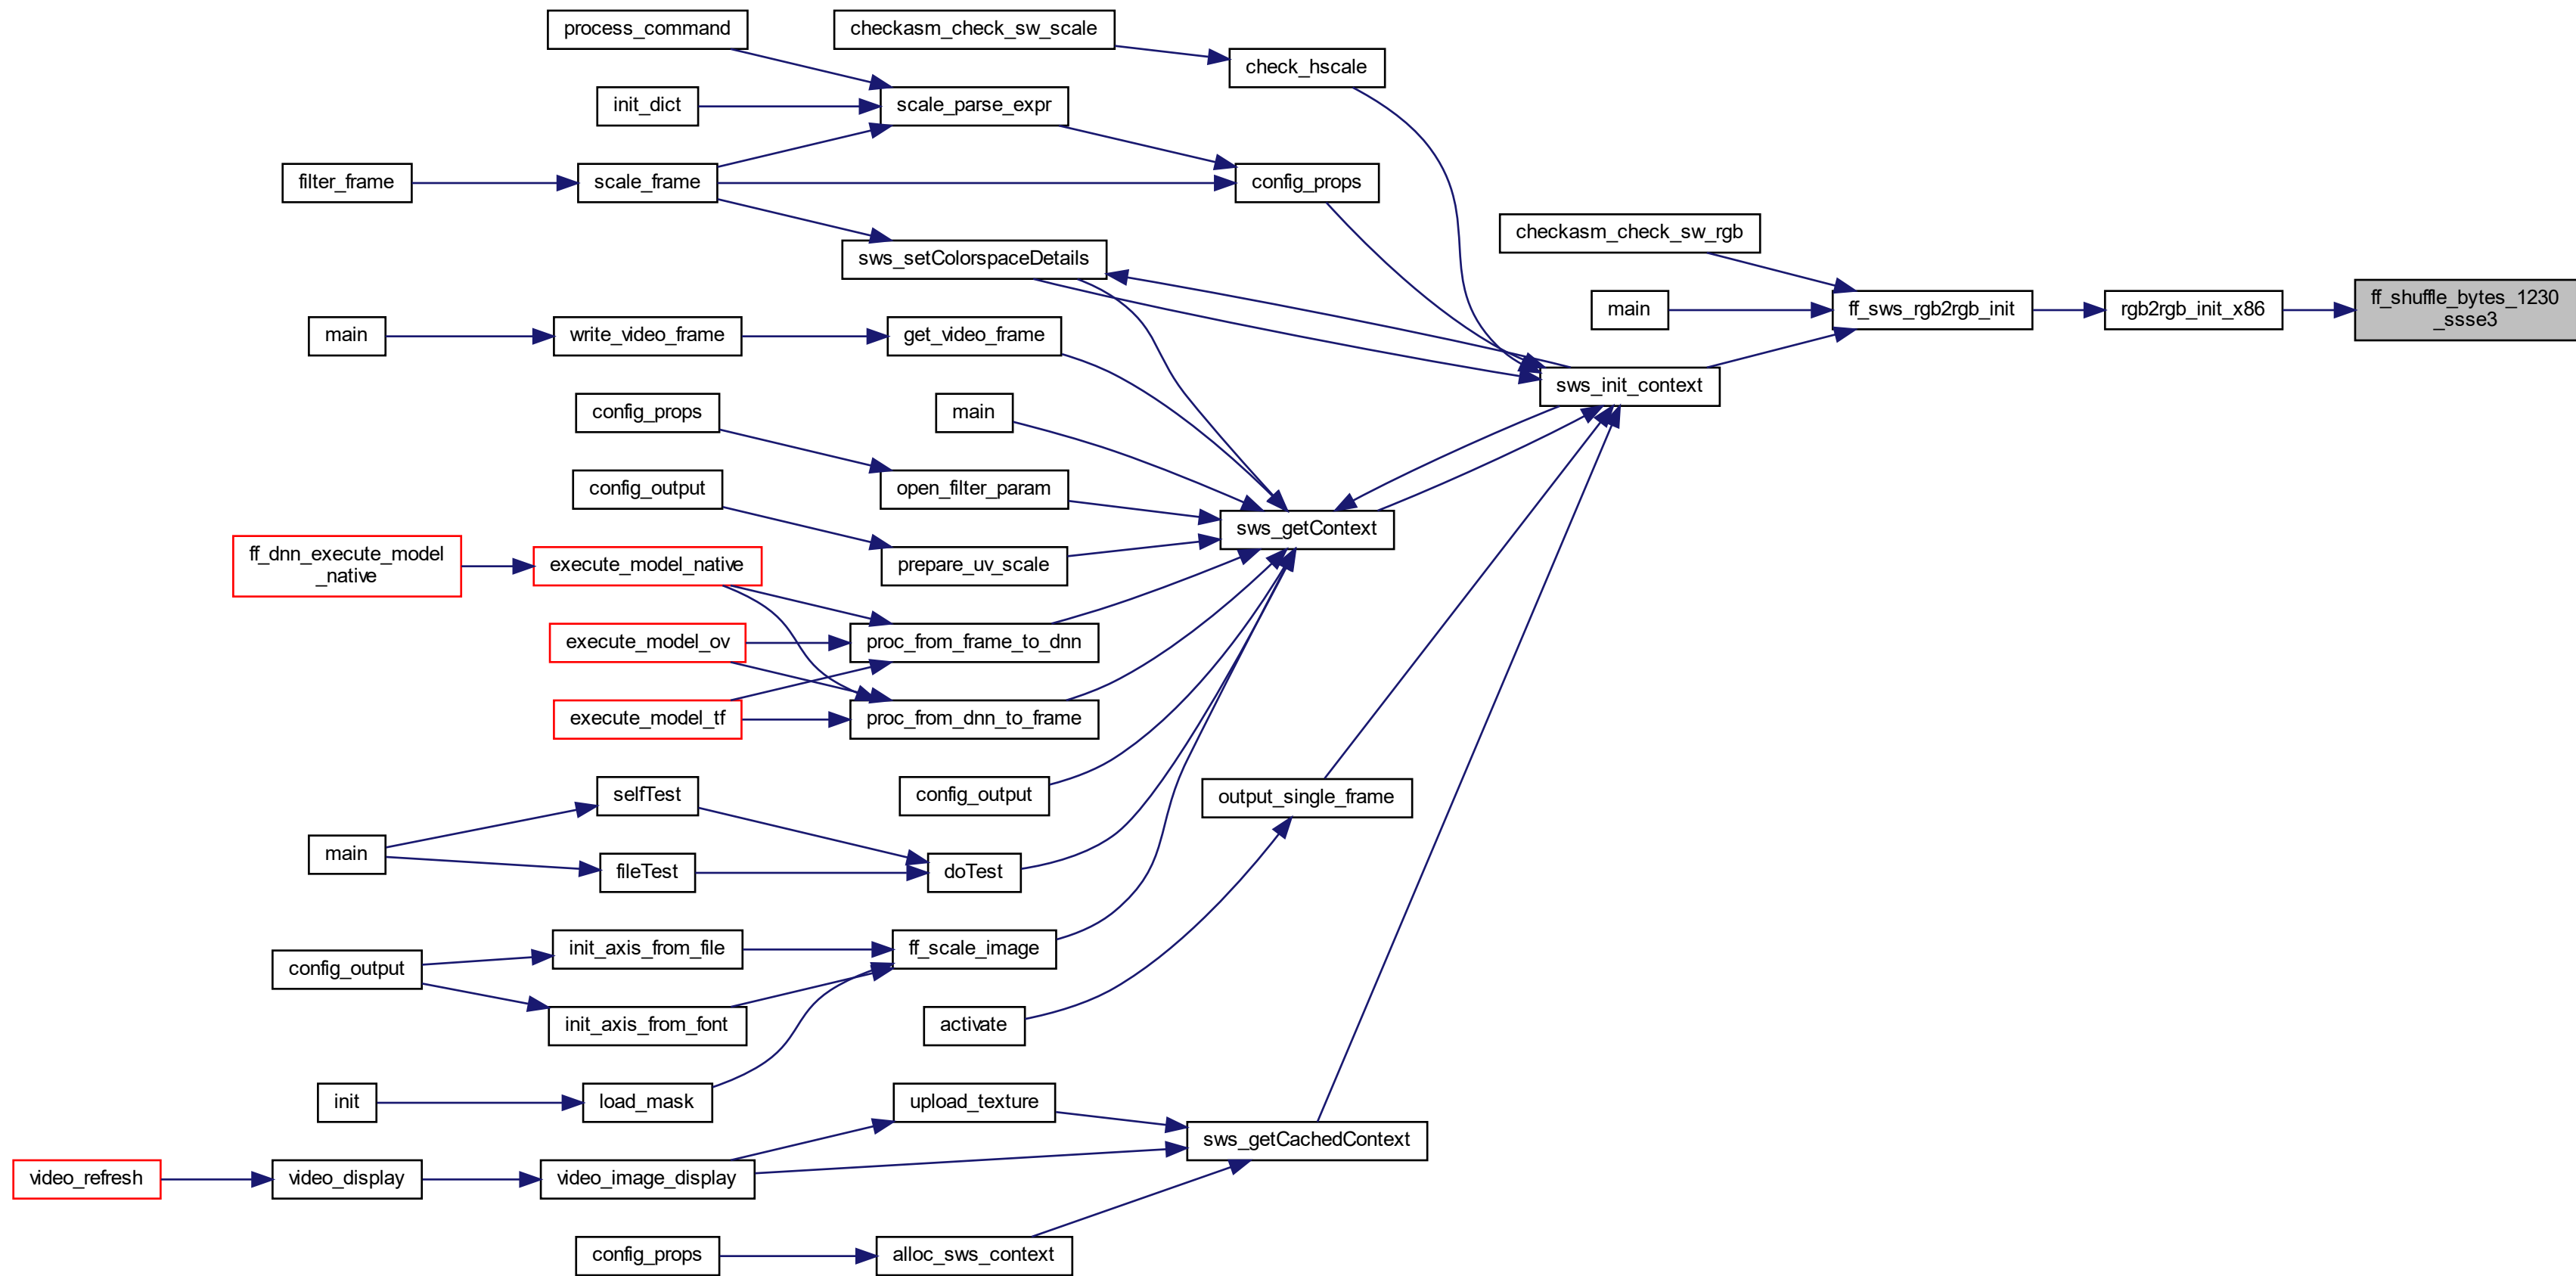 process_command
checkasm_check_sw_scale
check_hscale
init_dict
scale_parse_expr
filter_frame
scale_frame
config_props
checkasm_check_sw_rgb
sws_setColorspaceDetails
main
ff_sws_rgb2rgb_init
rgb2rgb_init_x86
ff_shuffle_bytes_1230
_ssse3
main
write_video_frame
get_video_frame
sws_init_context
config_props
main
config_output
open_filter_param
sws_getContext
ff_dnn_execute_model
_native
execute_model_native
prepare_uv_scale
execute_model_ov
proc_from_frame_to_dnn
execute_model_tf
proc_from_dnn_to_frame
selfTest
config_output
output_single_frame
main
fileTest
doTest
config_output
init_axis_from_file
ff_scale_image
init_axis_from_font
activate
init
load_mask
upload_texture
sws_getCachedContext
video_refresh
video_display
video_image_display
config_props
alloc_sws_context